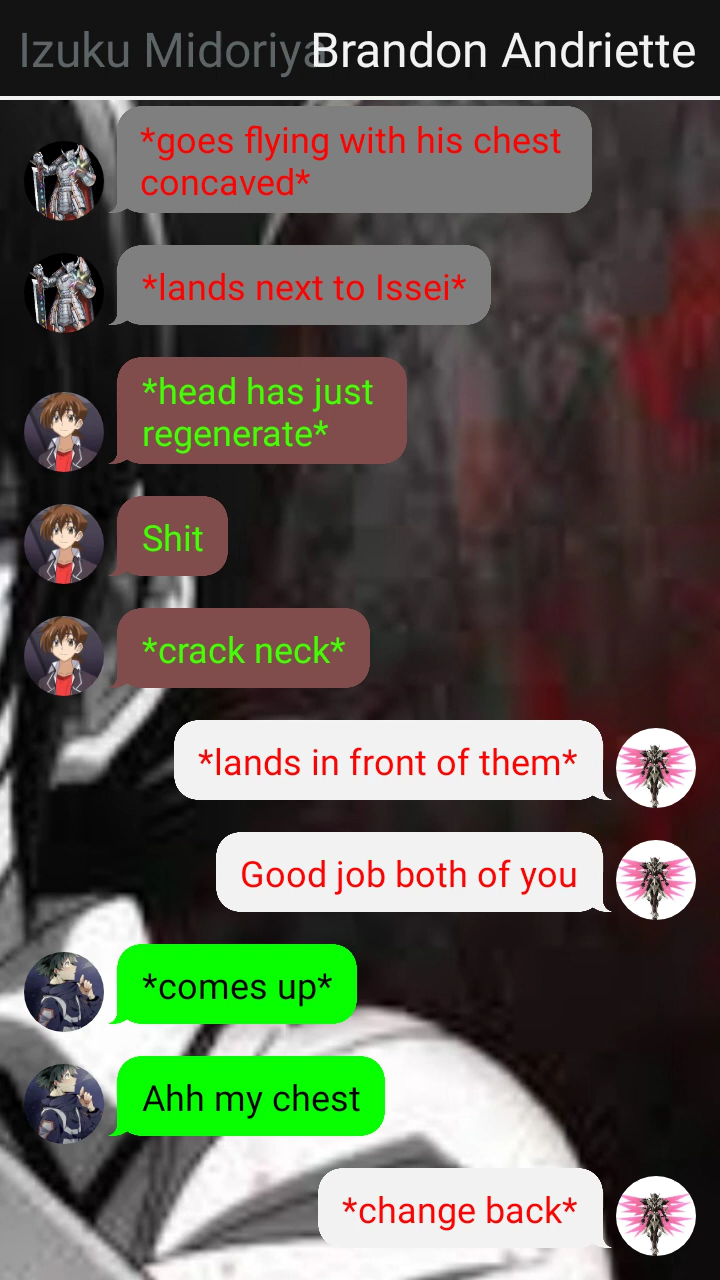 Izuku Midoriya
Brandon Andriette
*goes flying with his chest
concaved*
*lands next to Issei*
*head has just
regenerate*
Shit
*crack neck*
*lands in front of them*
Good job both of you
*comes up*
Ahh my chest
*change back*